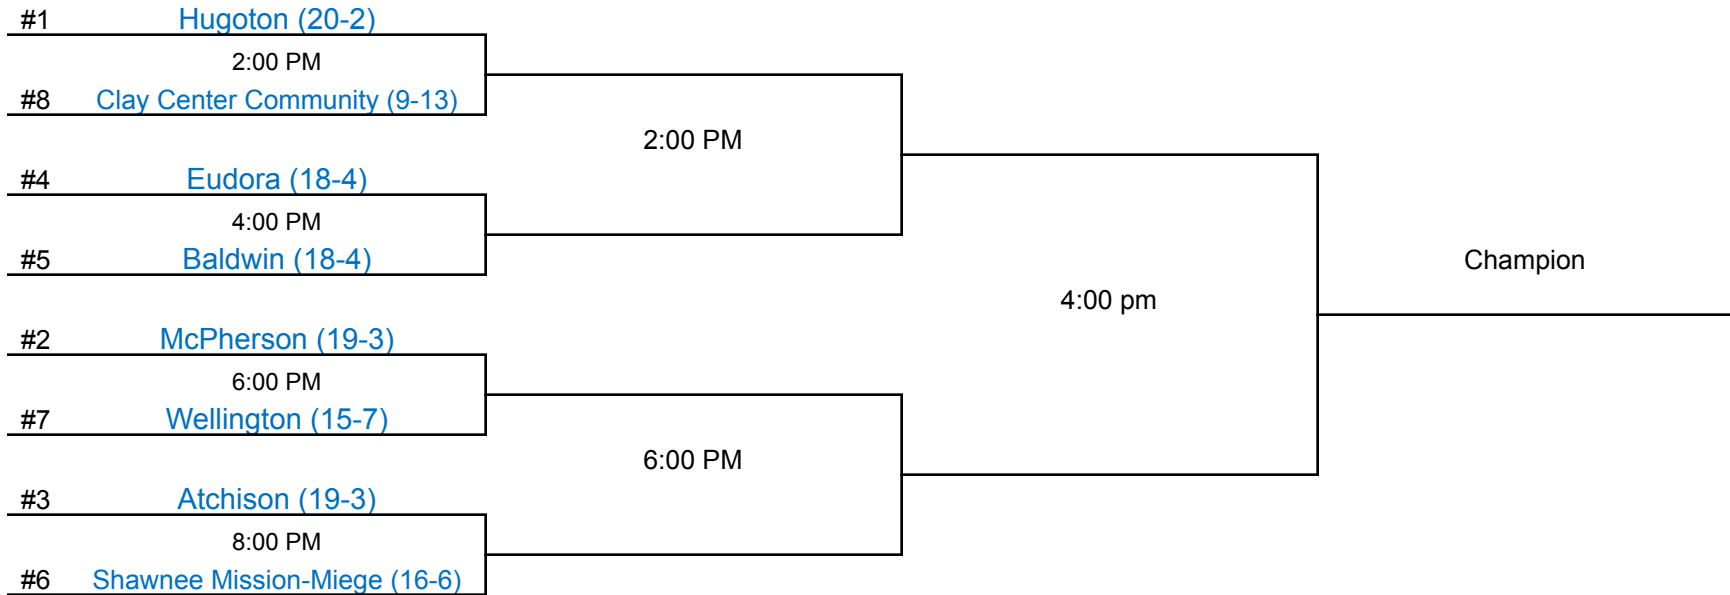 #1 Hugoton (20-2)
2:00 PM
#8 Clay Center Community (9-13)
2:00 PM
#4 Eudora (18-4)
4:00 PM
#5 Baldwin (18-4)
Champion
4:00 pm
#2 McPherson (19-3)
6:00 PM
#7 Wellington (15-7)
6:00 PM
#3 Atchison (19-3)
8:00 PM
#6 Shawnee Mission-Miege (16-6)